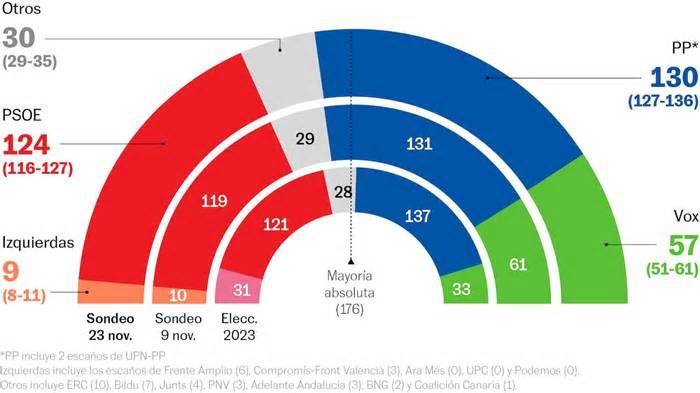 Otros
30
(29-35)
PP*
130
(127-136)
PSOE
124
(116-127)
29
131
119
28
121
137
Vox
57
(51-61)
Izquierdas
9
(8-11)
10
31
Mayoría
absoluta
(176)
33
61
Sondeo
23 nov.
Sondeo
9 nov.
Elecc.
2023
*PP incluye 2 escaños de UPN-PP
Izquierdas incluye los escaños de Frente Amplio (6), Compromís-Front Valencià (3), Ara Més (0), UPC (0) y Podemos (0).
Otros incluye ERC (10), Bildu (7), Junts (4), PNV (3), Adelante Andalucía (3), BNG (2) y Coalición Canaria (1).